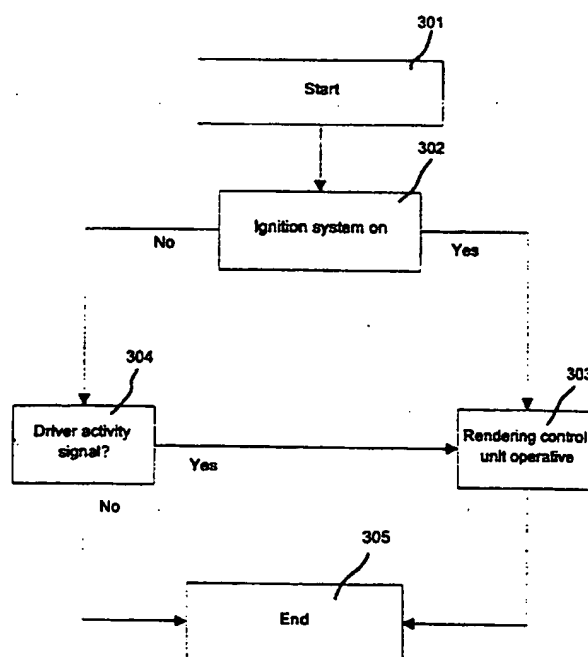 301
Start
302
Ignition system on
No
Yes
304
303
Driver activity
signal?
Rendering control
unit operative
Yes
No
305
End